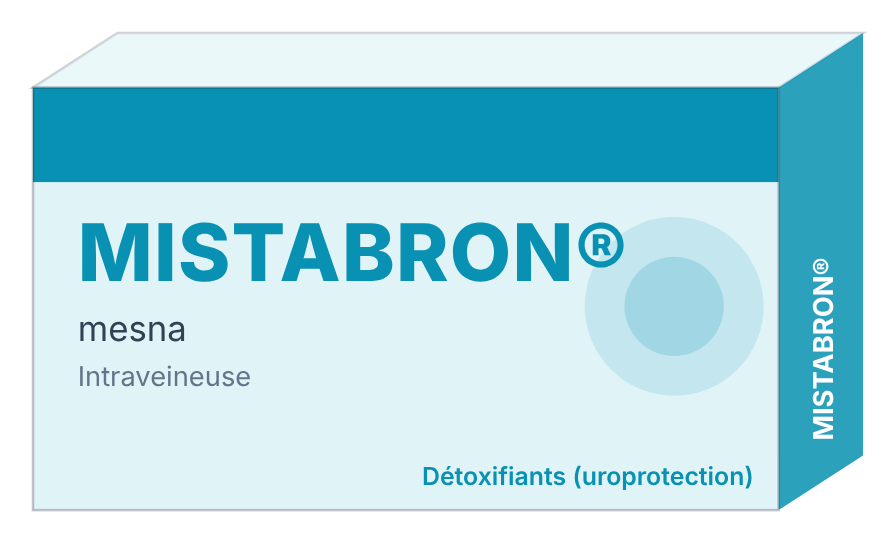 MISTABRON®
mesna
Intraveineuse
Détoxifiants (uroprotection)
MISTABRON®